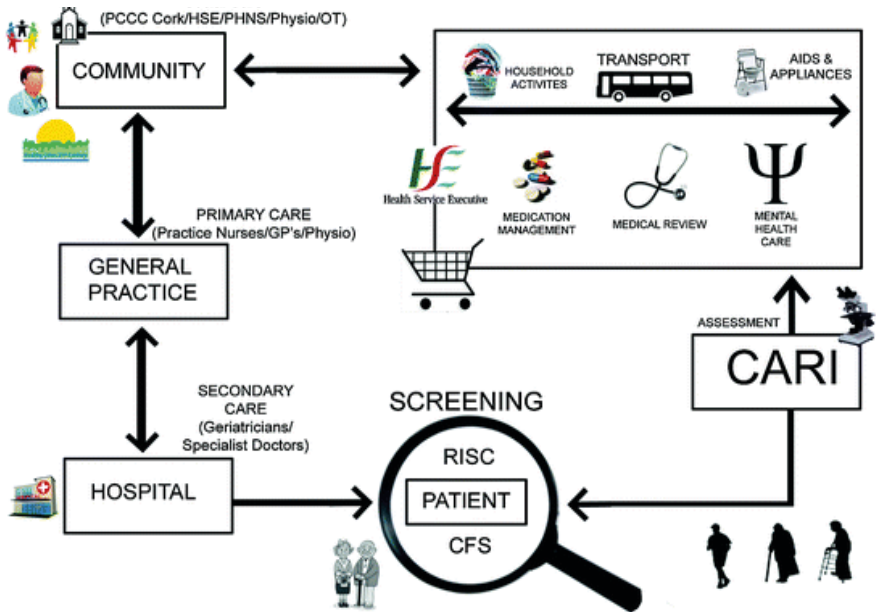 (PCCC Cork/HSE/PHNS/Physio/OT)
COMMUNITY
HOUSEHOLD
ACTIVITES
TRANSPORT
AIDS &
APPLIANCES
HSE
Health Service Executive
MEDICATION
MANAGEMENT
MEDICAL REVIEW
Ψ
MENTAL
HEALTH
CARE
PRIMARY CARE
(Practice Nurses/GP's/Physio)
GENERAL
PRACTICE
ASSESSMENT
CARI
SECONDARY
CARE
(Geriatricians/
Specialist Doctors)
HOSPITAL
SCREENING
RISC
PATIENT
CFS